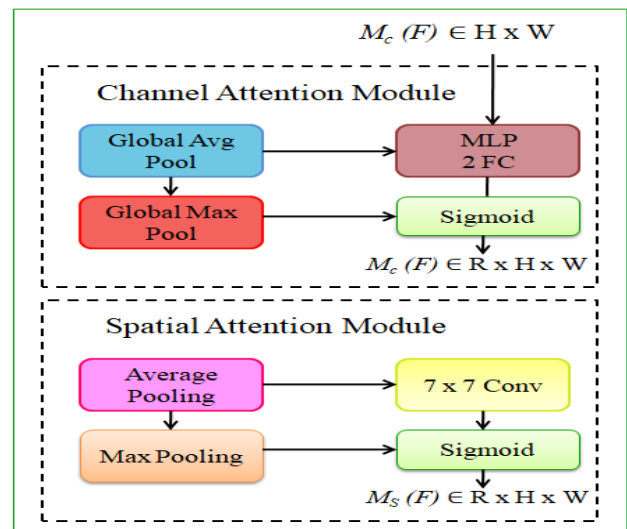 M_c (F) ∈ H x W
Channel Attention Module
Global Avg
Pool
MLP
2 FC
Global Max
Pool
Sigmoid
M_c (F) ∈ R x H x W
Spatial Attention Module
Average
Pooling
7 x 7 Conv
Max Pooling
Sigmoid
M_S (F) ∈ R x H x W